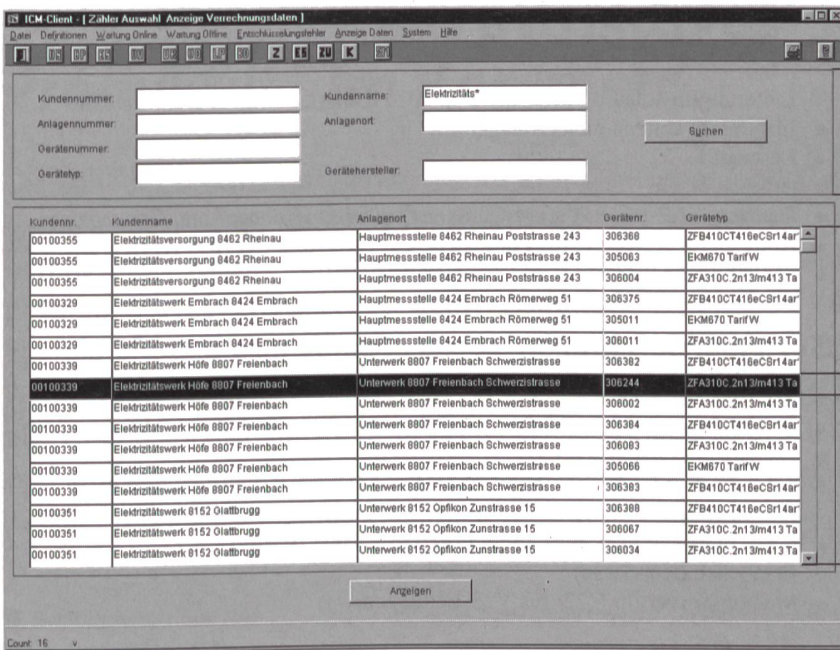 ICM-Client - [ Zähler Auswahl Anzeige Verrechnungsdaten ]
Datei Definitionen Wartung Online Wartung Offline Entschlüsselungsfehler Anzeige Daten System Hilfe
Z ES ZU K
Kundennummer: Kundenname: Elektrizitäts*
Anlagennummer: Anlagenort:
Suchen
Gerätenummer:
Gerätetyp: Gerätehersteller:
Kundennr. Kundenname Anlagenort Gerätenr. Gerätetyp
00100355 Elektrizitätsversorgung 8462 Rheinau Hauptmessstelle 8462 Rheinau Poststrasse 243 306368 ZFB410CT416eCSr14ar
00100355 Elektrizitätsversorgung 8462 Rheinau Hauptmessstelle 8462 Rheinau Poststrasse 243 305063 EKM670 Tarif W
00100355 Elektrizitätsversorgung 8462 Rheinau Hauptmessstelle 8462 Rheinau Poststrasse 243 306004 ZFA310C.2n13/m413 Ta
00100329 Elektrizitätswerk Embrach 8424 Embrach Hauptmessstelle 8424 Embrach Römerweg 51 306375 ZFB410CT416eCSr14ar
00100329 Elektrizitätswerk Embrach 8424 Embrach Hauptmessstelle 8424 Embrach Römerweg 51 305011 EKM670 Tarif W
00100329 Elektrizitätswerk Embrach 8424 Embrach Hauptmessstelle 8424 Embrach Römerweg 51 306011 ZFA310C.2n13/m413 Ta
00100339 Elektrizitätswerk Höfe 8807 Freienbach Unterwerk 8807 Freienbach Schwerzistrasse 306382 ZFB410CT416eCSr14ar
00100339 Elektrizitätswerk Höfe 8807 Freienbach Unterwerk 8807 Freienbach Schwerzistrasse 306244 ZFA310C.2n13/m413 Ta
00100339 Elektrizitätswerk Höfe 8807 Freienbach Unterwerk 8807 Freienbach Schwerzistrasse 306002 ZFA310C.2n13/m413 Ta
00100339 Elektrizitätswerk Höfe 8807 Freienbach Unterwerk 8807 Freienbach Schwerzistrasse 306384 ZFB410CT416eCSr14ar
00100339 Elektrizitätswerk Höfe 8807 Freienbach Unterwerk 8807 Freienbach Schwerzistrasse 306083 ZFA310C.2n13/m413 Ta
00100339 Elektrizitätswerk Höfe 8807 Freienbach Unterwerk 8807 Freienbach Schwerzistrasse 305066 EKM670 Tarif W
00100339 Elektrizitätswerk Höfe 8807 Freienbach Unterwerk 8807 Freienbach Schwerzistrasse 306383 ZFB410CT416eCSr14ar
00100351 Elektrizitätswerk 8152 Glattbrugg Unterwerk 8152 Opfikon Zunstrasse 15 306388 ZFB410CT416eCSr14ar
00100351 Elektrizitätswerk 8152 Glattbrugg Unterwerk 8152 Opfikon Zunstrasse 15 306067 ZFA310C.2n13/m413 Ta
00100351 Elektrizitätswerk 8152 Glattbrugg Unterwerk 8152 Opfikon Zunstrasse 15 306034 ZFA310C.2n13/m413 Ta
Anzeigen
Count: 16 v